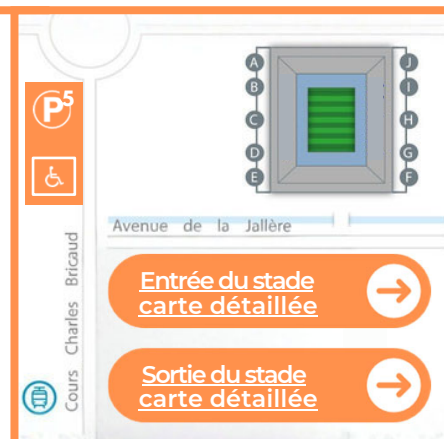 P5
A
B
C
D
E
J
I
H
G
F
Avenue de la Jallère
Cours Charles Bricaud
Entrée du stade
carte détaillée
Sortie du stade
carte détaillée